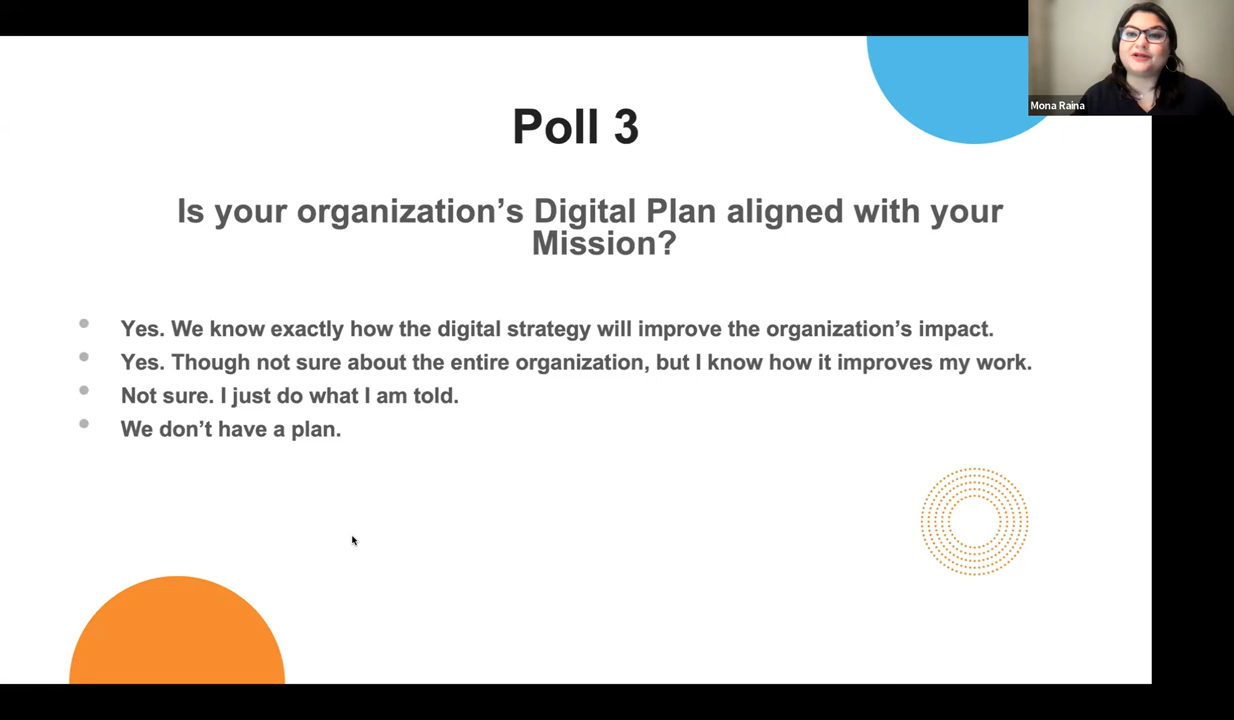 Mona Raina
Poll 3
Is your organization’s Digital Plan aligned with your
Mission?
Yes. We know exactly how the digital strategy will improve the organization’s impact.
Yes. Though not sure about the entire organization, but I know how it improves my work.
Not sure. I just do what I am told.
We don’t have a plan.